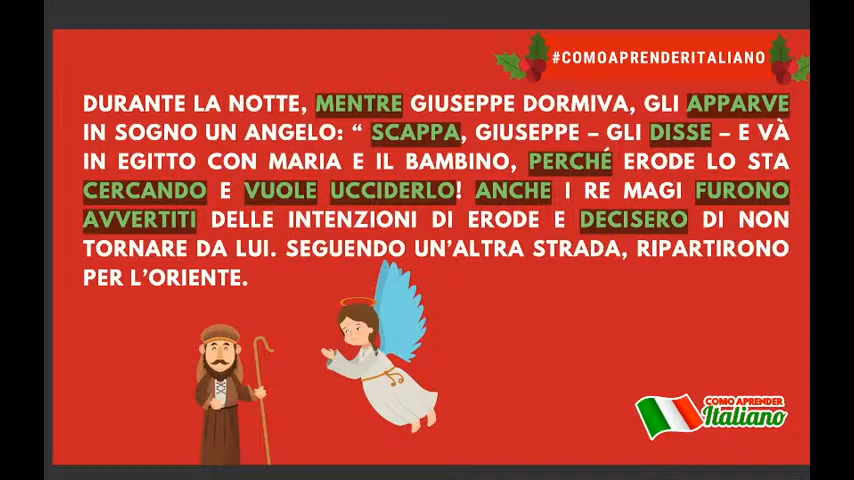 #COMOAPRENDERITALIANO
DURANTE LA NOTTE, MENTRE GIUSEPPE DORMIVA, GLI APPARVE
IN SOGNO UN ANGELO: “ SCAPPA, GIUSEPPE – GLI DISSE – E VÀ
IN EGITTO CON MARIA E IL BAMBINO, PERCHÉ ERODE LO STA
CERCANDO E VUOLE UCCIDERLO! ANCHE I RE MAGI FURONO
AVVERTITI DELLE INTENZIONI DI ERODE E DECISERO DI NON
TORNARE DA LUI. SEGUENDO UN’ALTRA STRADA, RIPARTIRONO
PER L’ORIENTE.
COMO APRENDER
Italiano